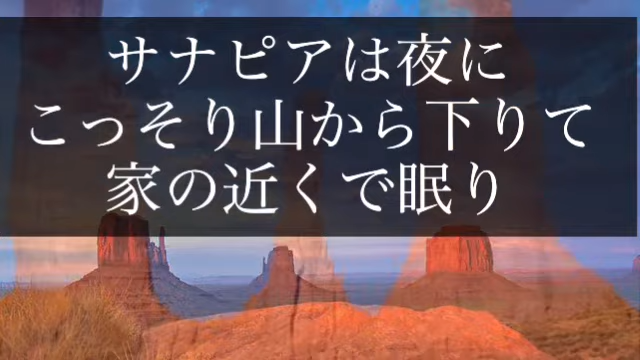 サナピアは夜に
こっそり山から下りて
家の近くで眠り